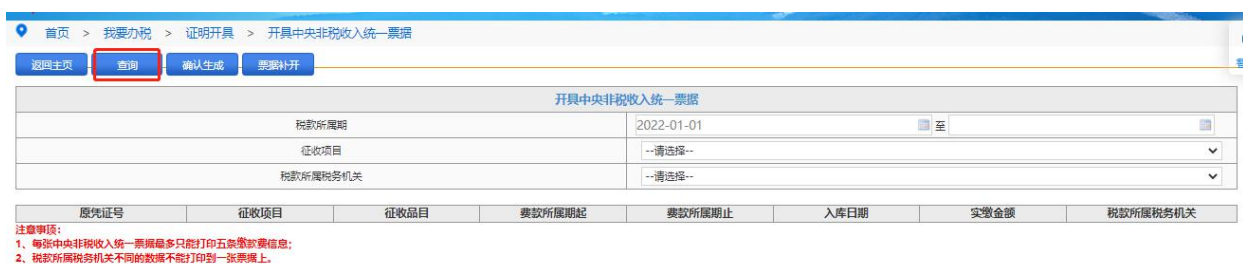 首页 > 我要办税 > 证明开具 > 开具中央非税收入统一票据
返回主页 查询 确认生成 票据补开
开具中央非税收入统一票据
税款所属期 2022-01-01 至
征收项目 --请选择--
税款所属税务机关 --请选择--
原凭证号 征收项目 征收品目 费款所属期起 费款所属期止 入库日期 实缴金额 税款所属税务机关
注意事项:
1、每张中央非税收入统一票据最多只能打印五条缴款费信息;
2、税款所属税务机关不同的数据不能打印到一张票据上。